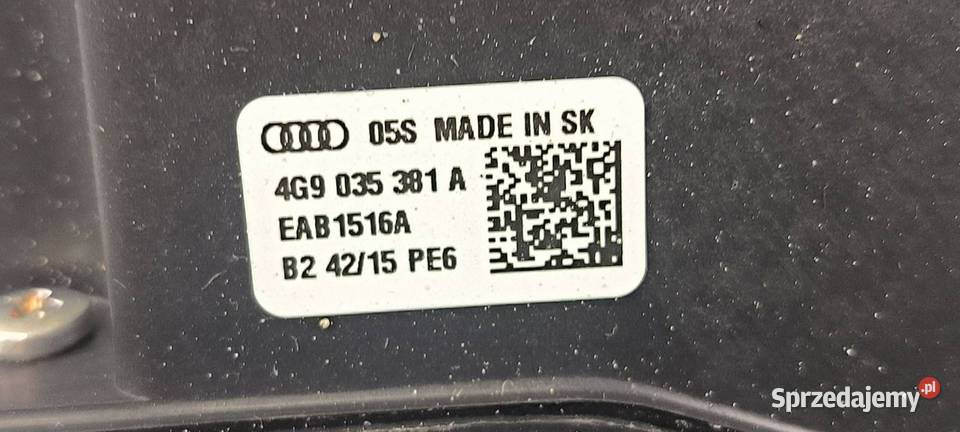 05S MADE IN SK
4G9 035 381 A
EAB1516A
B2 42/15 PE6
Sprzedajemy.pl